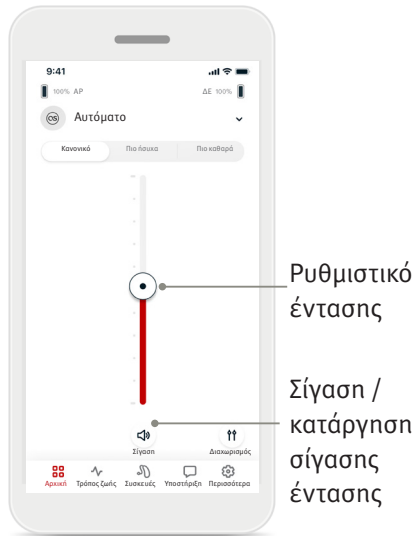 9:41
100% ΑΡ
ΔΕ 100%
Αυτόματο
Κανονικό
Πιο ήσυχα
Πιο καθαρά
Ρυθμιστικό
έντασης
Σίγαση /
κατάργηση
σίγασης
έντασης
Σίγαση
Διαχωρισμός
Αρχική
Τρόπος ζωής
Συσκευές
Υποστήριξη
Περισσότερα